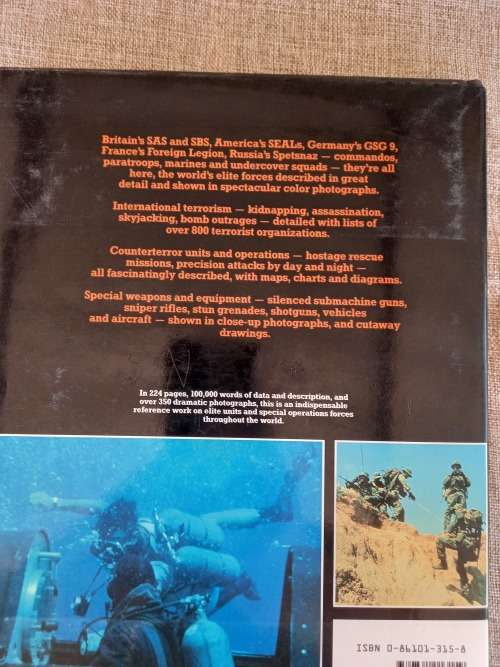 Britain's SAS and SBS, America's SEALs, Germany's GSG 9,
France's Foreign Legion, Russia's Spetsnaz — commandos,
paratroops, marines and undercover squads — they're all
here, the world's elite forces described in great
detail and shown in spectacular color photographs.
International terrorism — kidnapping, assassination,
skyjacking, bomb outrages — detailed with lists of
over 800 terrorist organizations.
Counterterror units and operations — hostage rescue
missions, precision attacks by day and night —
all fascinatingly described, with maps, charts and diagrams.
Special weapons and equipment — silenced submachine guns,
sniper rifles, stun grenades, shotguns, vehicles
and aircraft — shown in close-up photographs, and cutaway
drawings.
In 224 pages, 100,000 words of data and description, and
over 350 dramatic photographs, this is an indispensable
reference work on elite units and special operations forces
throughout the world.
ISBN 0-86101-315-8